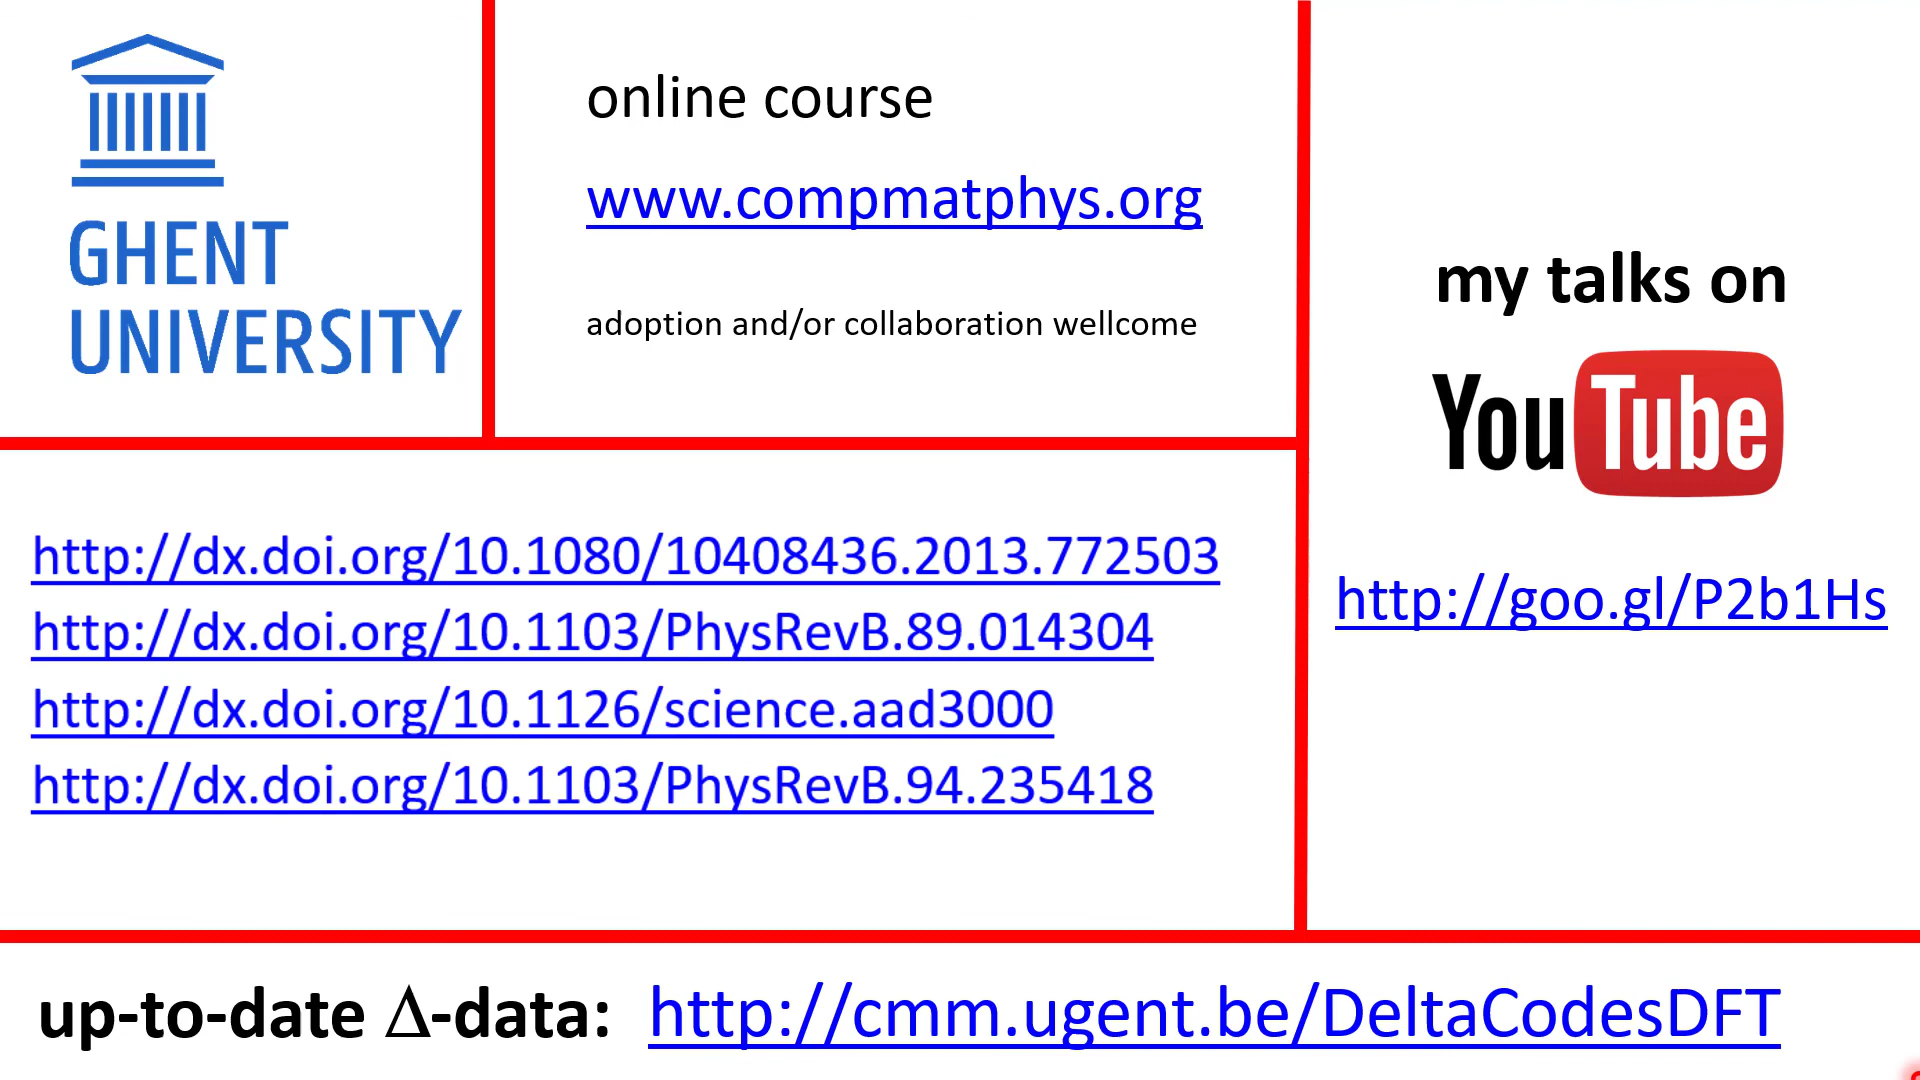 GHENT
UNIVERSITY
online course
www.compmatphys.org
adoption and/or collaboration wellcome
my talks on
YouTube
http://goo.gl/P2b1Hs
http://dx.doi.org/10.1080/10408436.2013.772503
http://dx.doi.org/10.1103/PhysRevB.89.014304
http://dx.doi.org/10.1126/science.aad3000
http://dx.doi.org/10.1103/PhysRevB.94.235418
up-to-date Δ-data: http://cmm.ugent.be/DeltaCodesDFT